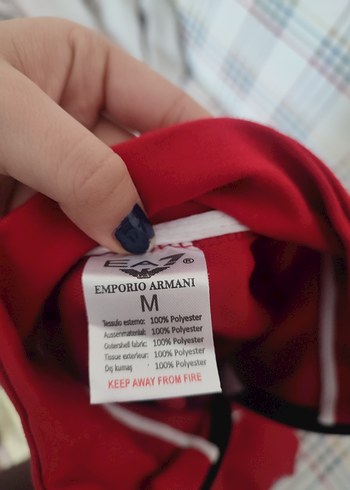 EA7®
EMPORIO ARMANI
M
Tessuto esterno: 100% Polyester
Aussenmaterial: 100% Polyester
Outershell fabric: 100% Polyester
Tissue exterieur: 100% Polyester
Dış kumaş : 100% Polyester
KEEP AWAY FROM FIRE